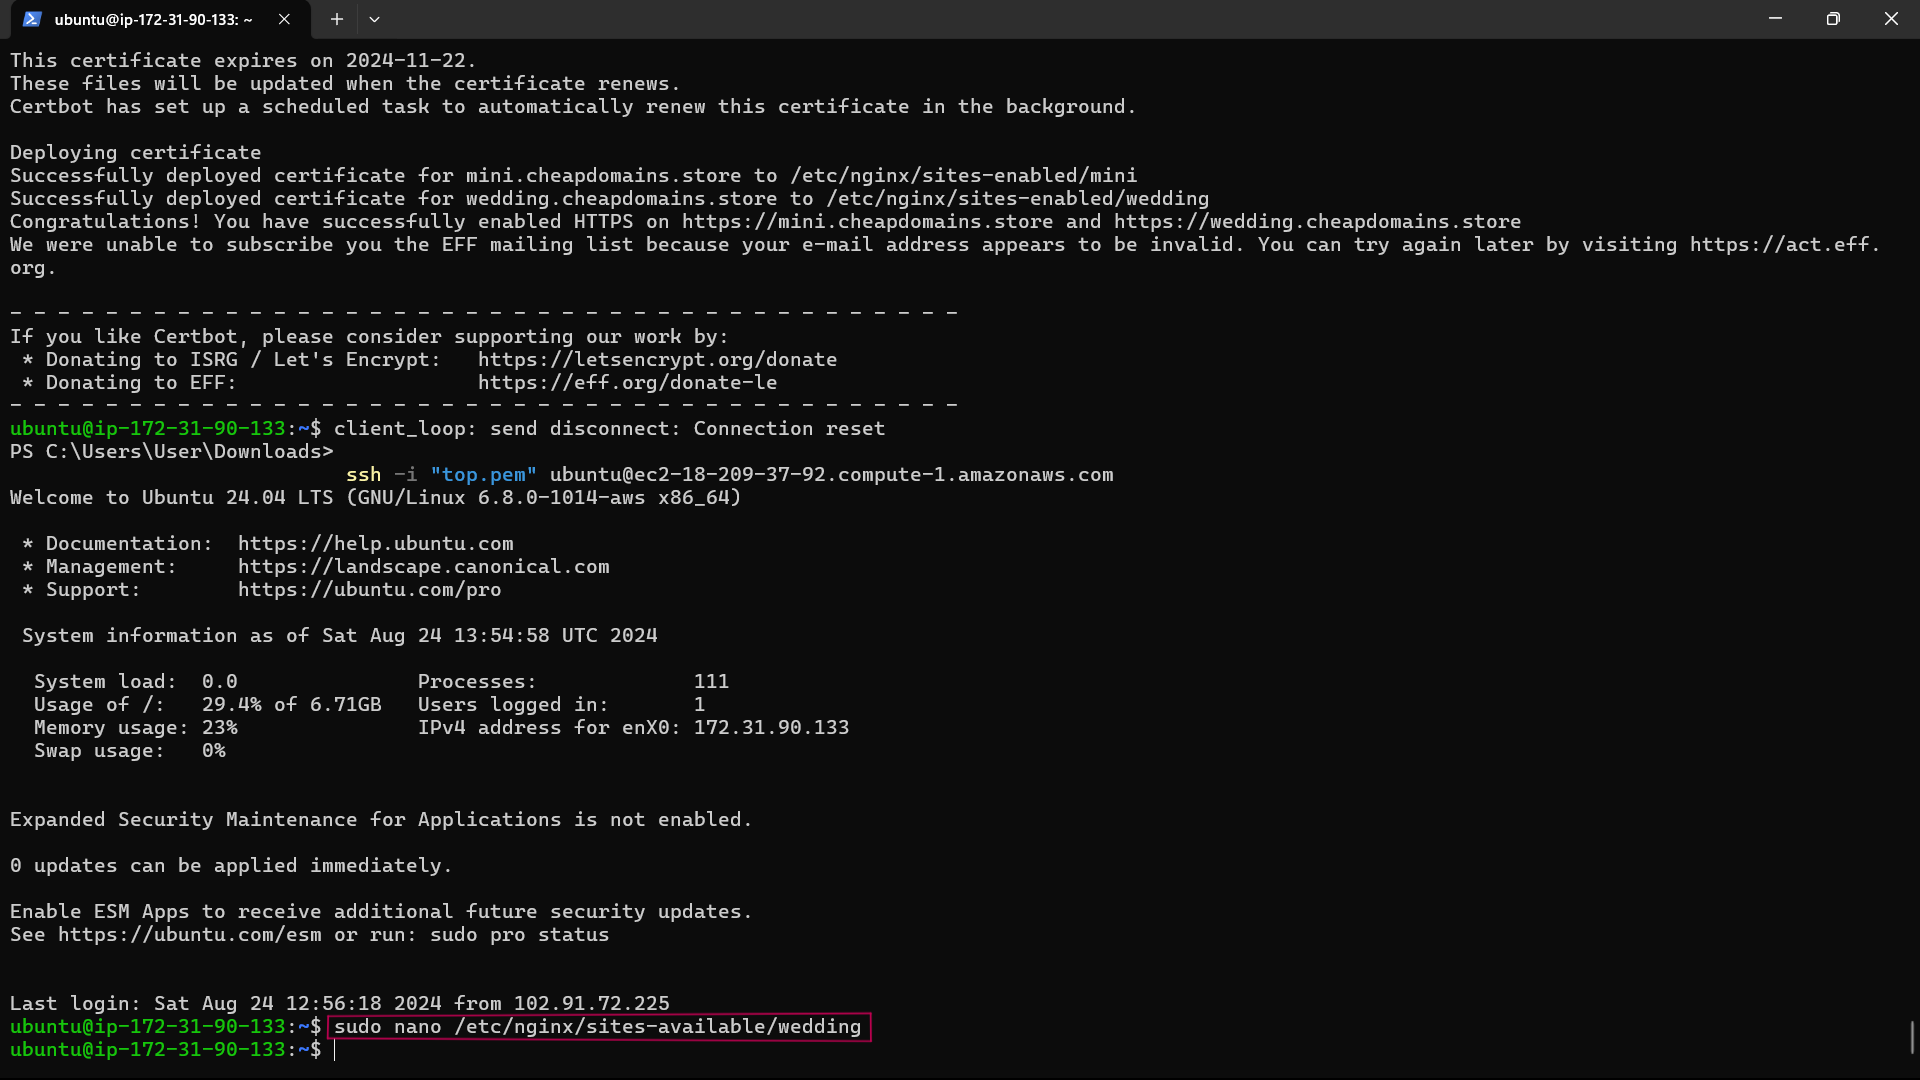 ubuntu@ip-172-31-90-133: ~
This certificate expires on 2024-11-22.
These files will be updated when the certificate renews.
Certbot has set up a scheduled task to automatically renew this certificate in the background.
Deploying certificate
Successfully deployed certificate for mini.cheapdomains.store to /etc/nginx/sites-enabled/mini
Successfully deployed certificate for wedding.cheapdomains.store to /etc/nginx/sites-enabled/wedding
Congratulations! You have successfully enabled HTTPS on https://mini.cheapdomains.store and https://wedding.cheapdomains.store
We were unable to subscribe you the EFF mailing list because your e-mail address appears to be invalid. You can try again later by visiting https://act.eff.
org.
- - - - - - - - - - - - - - - - - - - - - - - - - - - - - - - - - - - - - - - -
If you like Certbot, please consider supporting our work by:
 * Donating to ISRG / Let's Encrypt:   https://letsencrypt.org/donate
 * Donating to EFF:                    https://eff.org/donate-le
- - - - - - - - - - - - - - - - - - - - - - - - - - - - - - - - - - - - - - - -
ubuntu@ip-172-31-90-133:~$ client_loop: send disconnect: Connection reset
PS C:\Users\User\Downloads>
ssh -i "top.pem" ubuntu@ec2-18-209-37-92.compute-1.amazonaws.com
Welcome to Ubuntu 24.04 LTS (GNU/Linux 6.8.0-1014-aws x86_64)
 * Documentation:  https://help.ubuntu.com
 * Management:     https://landscape.canonical.com
 * Support:        https://ubuntu.com/pro
 System information as of Sat Aug 24 13:54:58 UTC 2024
  System load:  0.0               Processes:             111
  Usage of /:   29.4% of 6.71GB   Users logged in:       1
  Memory usage: 23%               IPv4 address for enX0: 172.31.90.133
  Swap usage:   0%
Expanded Security Maintenance for Applications is not enabled.
0 updates can be applied immediately.
Enable ESM Apps to receive additional future security updates.
See https://ubuntu.com/esm or run: sudo pro status
Last login: Sat Aug 24 12:56:18 2024 from 102.91.72.225
ubuntu@ip-172-31-90-133:~$ sudo nano /etc/nginx/sites-available/wedding
ubuntu@ip-172-31-90-133:~$